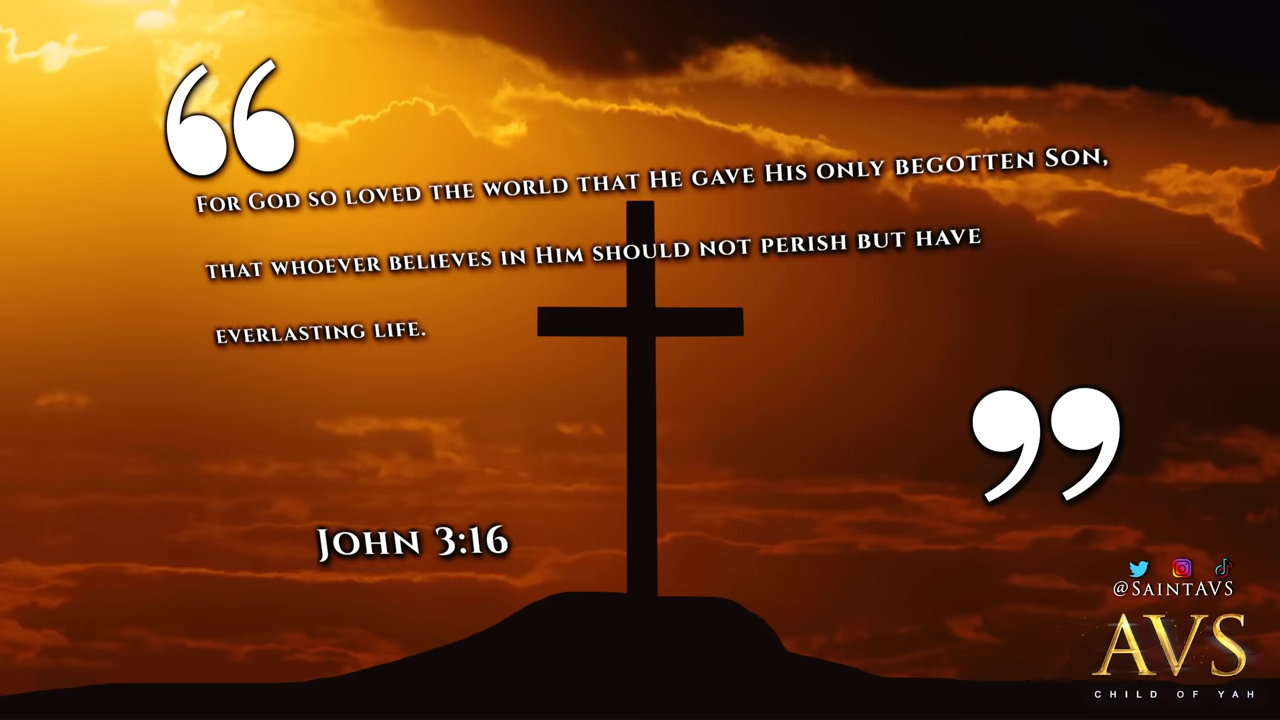 “
For God so loved the world that He gave His only begotten Son,
that whoever believes in Him should not perish but have
everlasting life.
”
John 3:16
@SaintAVS
AVS
CHILD OF YAH